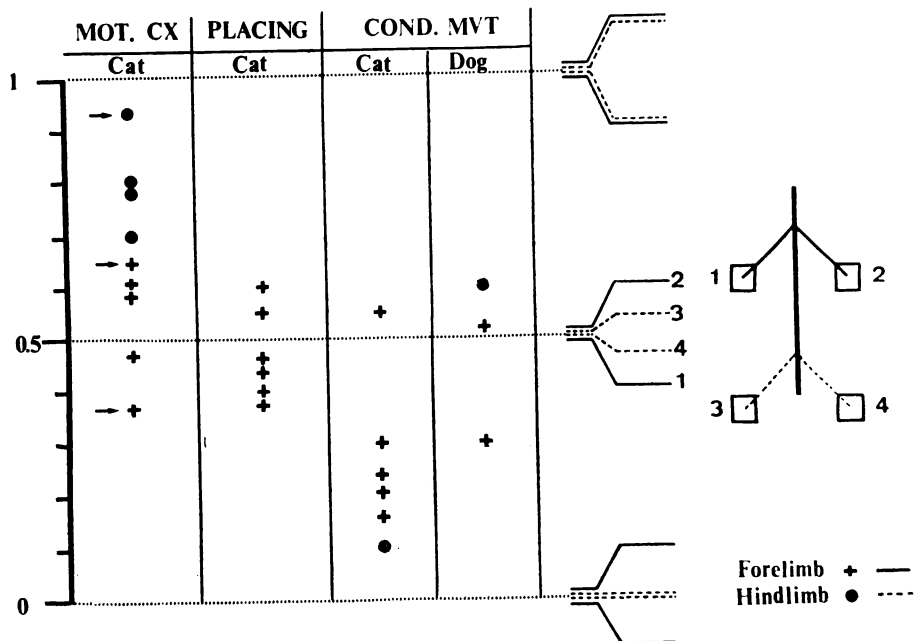 MOT. CX PLACING COND. MVT
Cat Cat Cat Dog
1
2
3
0.5
4
1
1 2
3 4
Forelimb + —
Hindlimb ● ----
0